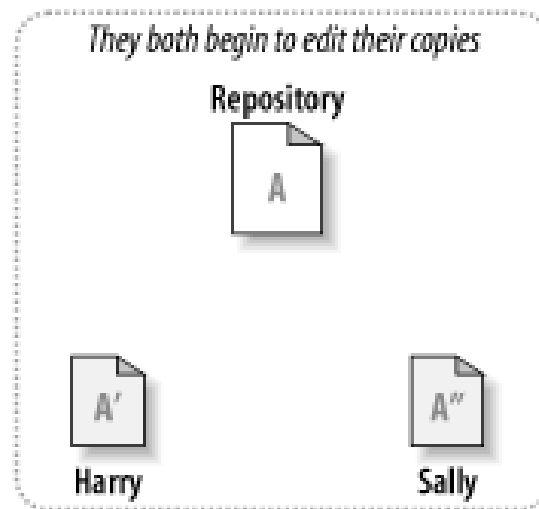 They both begin to edit their copies
Repository
A
A′
A″
Harry
Sally